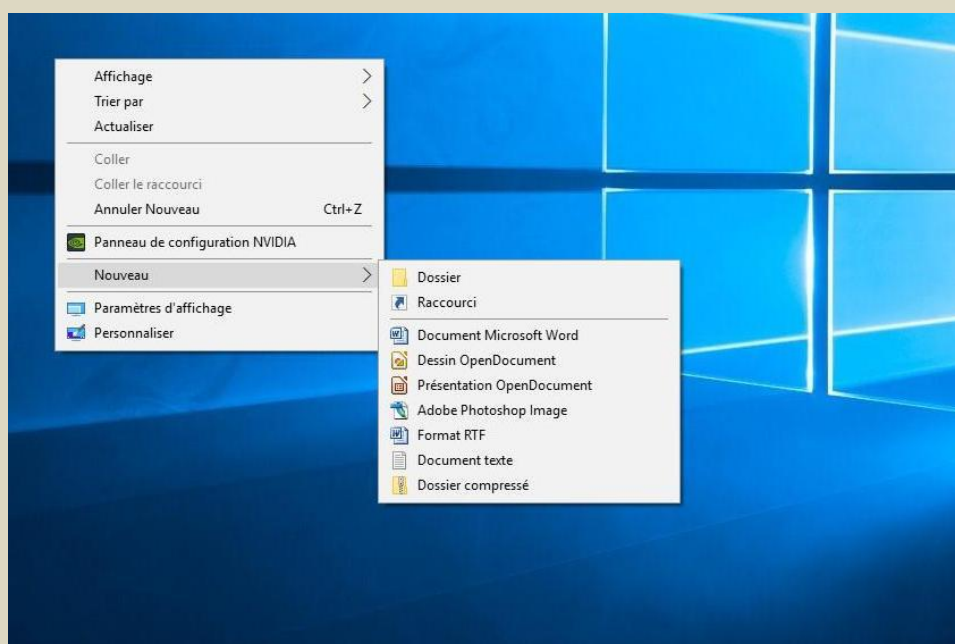 Affichage
Trier par
Actualiser
Coller
Coller le raccourci
Annuler Nouveau Ctrl+Z
Panneau de configuration NVIDIA
Nouveau
Paramètres d'affichage
Personnaliser
Dossier
Raccourci
Document Microsoft Word
Dessin OpenDocument
Présentation OpenDocument
Adobe Photoshop Image
Format RTF
Document texte
Dossier compressé